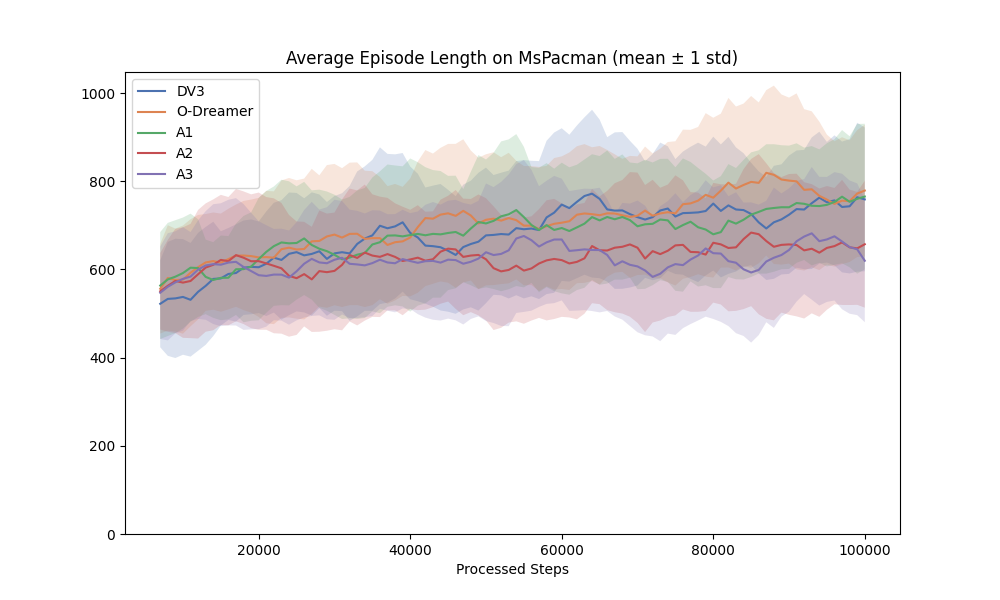 Average Episode Length on MsPacman (mean ± 1 std)
1000
800
600
400
200
0
DV3
O-Dreamer
A1
A2
A3
20000
40000
60000
80000
100000
Processed Steps